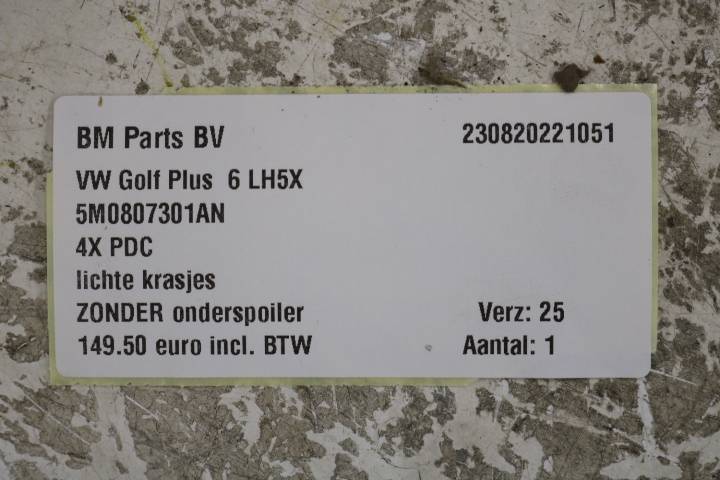 BM Parts BV 230820221051
VW Golf Plus 6 LH5X
5M0807301AN
4X PDC
lichte krasjes
ZONDER onderspoiler Verz: 25
149.50 euro incl. BTW Aantal: 1